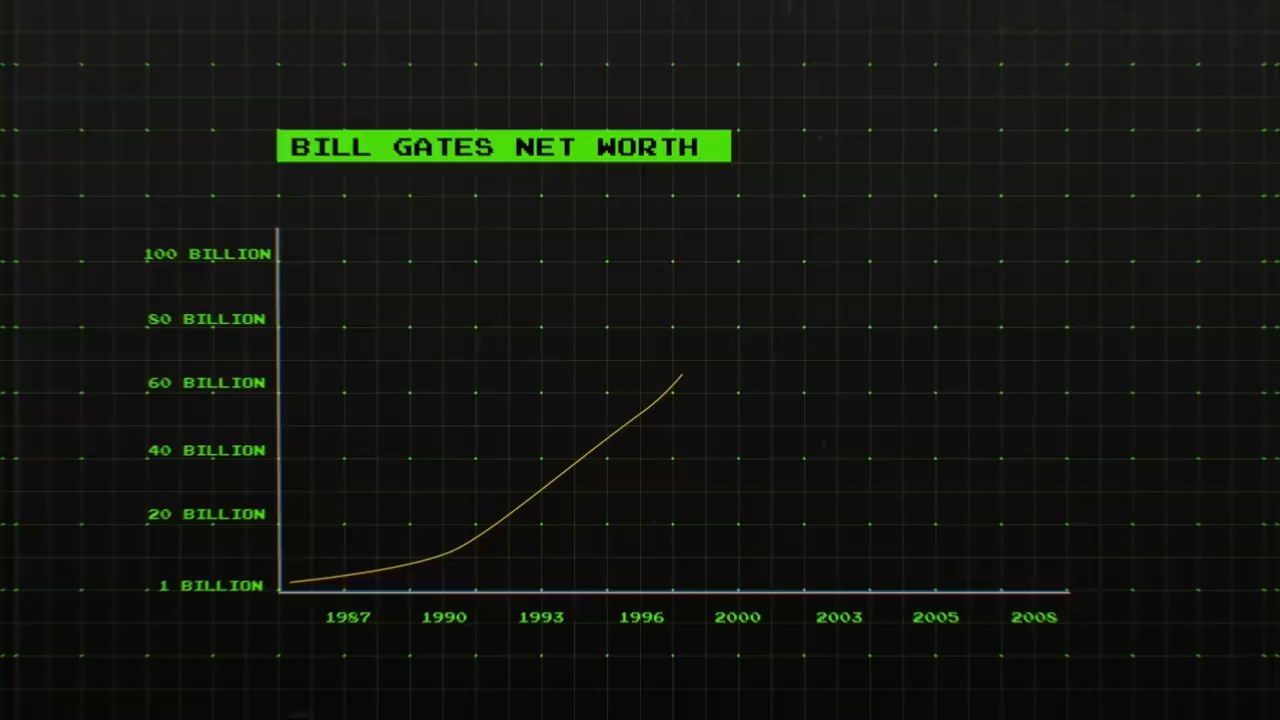 BILL GATES NET WORTH
100 BILLION
80 BILLION
60 BILLION
40 BILLION
20 BILLION
1 BILLION
1987 1990 1993 1996 2000 2003 2005 2008